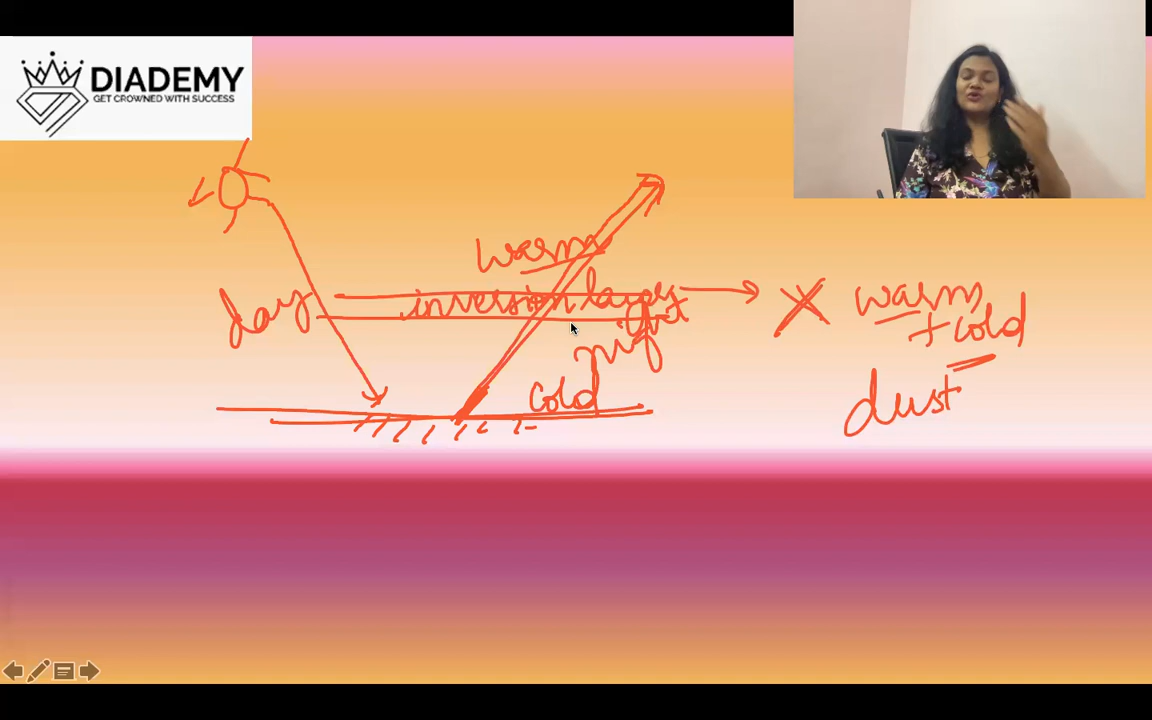 DIADEMY
GET CROWNED WITH SUCCESS
warm
day
inversion layer
night
cold
warm
+ cold
dust